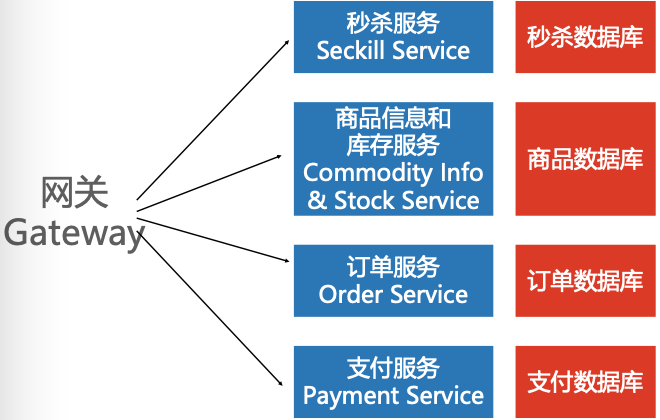 网关
Gateway
秒杀服务
Seckill Service
秒杀数据库
商品信息和
库存服务
Commodity Info
& Stock Service
商品数据库
订单服务
Order Service
订单数据库
支付服务
Payment Service
支付数据库